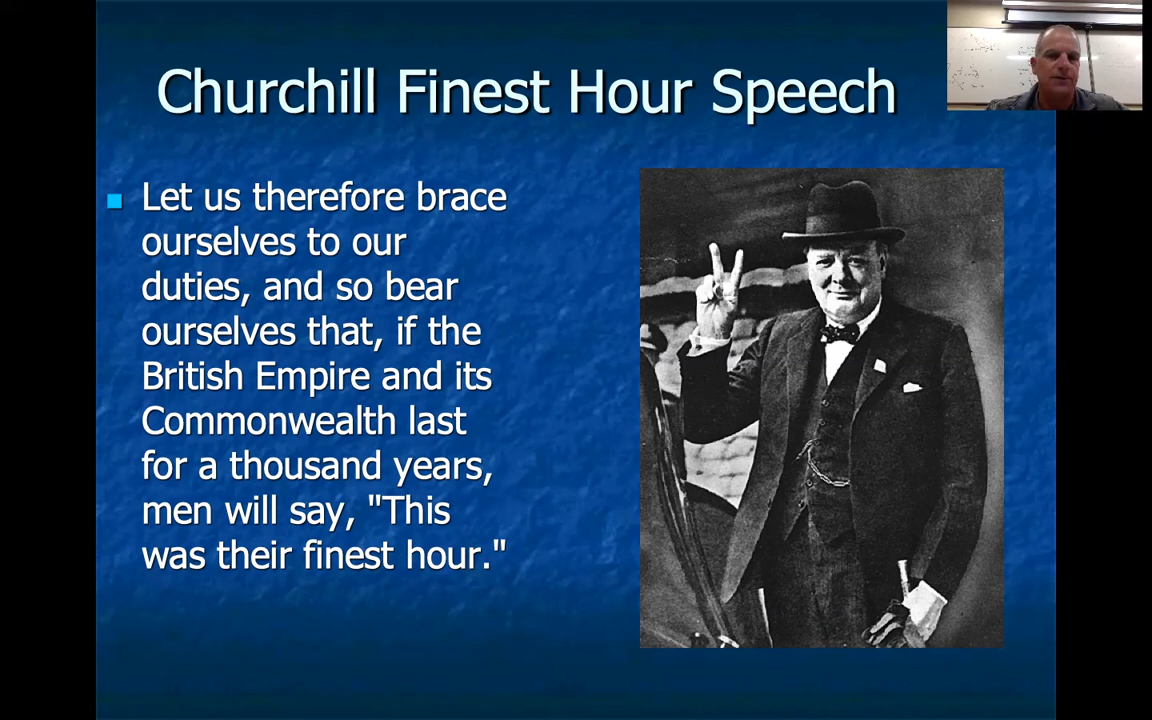 Churchill Finest Hour Speech
Let us therefore brace
ourselves to our
duties, and so bear
ourselves that, if the
British Empire and its
Commonwealth last
for a thousand years,
men will say, "This
was their finest hour."